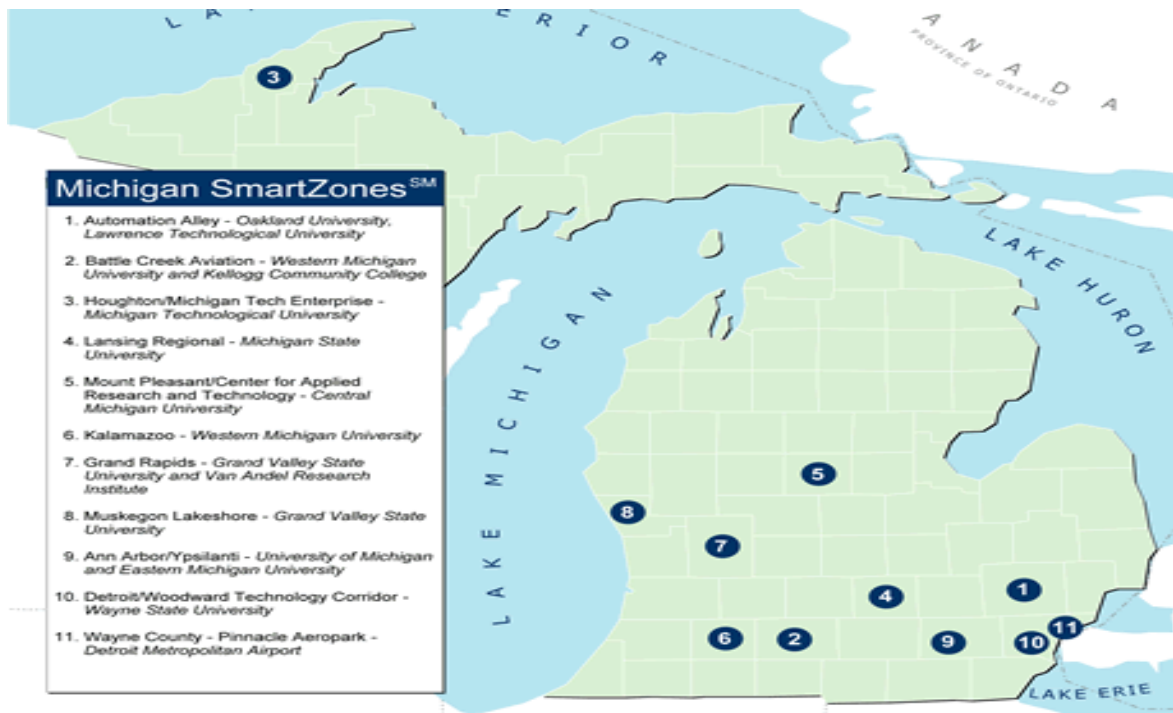 L A
E R I O R
A N A D A
PROVINCE OF ONTARIO
3
Michigan SmartZones℠
1. Automation Alley - Oakland University,
Lawrence Technological University
2. Battle Creek Aviation - Western Michigan
University and Kellogg Community College
3. Houghton/Michigan Tech Enterprise -
Michigan Technological University
4. Lansing Regional - Michigan State
University
5. Mount Pleasant/Center for Applied
Research and Technology - Central
Michigan University
6. Kalamazoo - Western Michigan University
7. Grand Rapids - Grand Valley State
University and Van Andel Research
Institute
8. Muskegon Lakeshore - Grand Valley State
University
9. Ann Arbor/Ypsilanti - University of Michigan
and Eastern Michigan University
10. Detroit/Woodward Technology Corridor -
Wayne State University
11. Wayne County - Pinnacle Aeropark -
Detroit Metropolitan Airport
LAKE MICHIGAN
LAKE HURON
5
8
7
4
1
6
2
9
10
11
LAKE ERIE